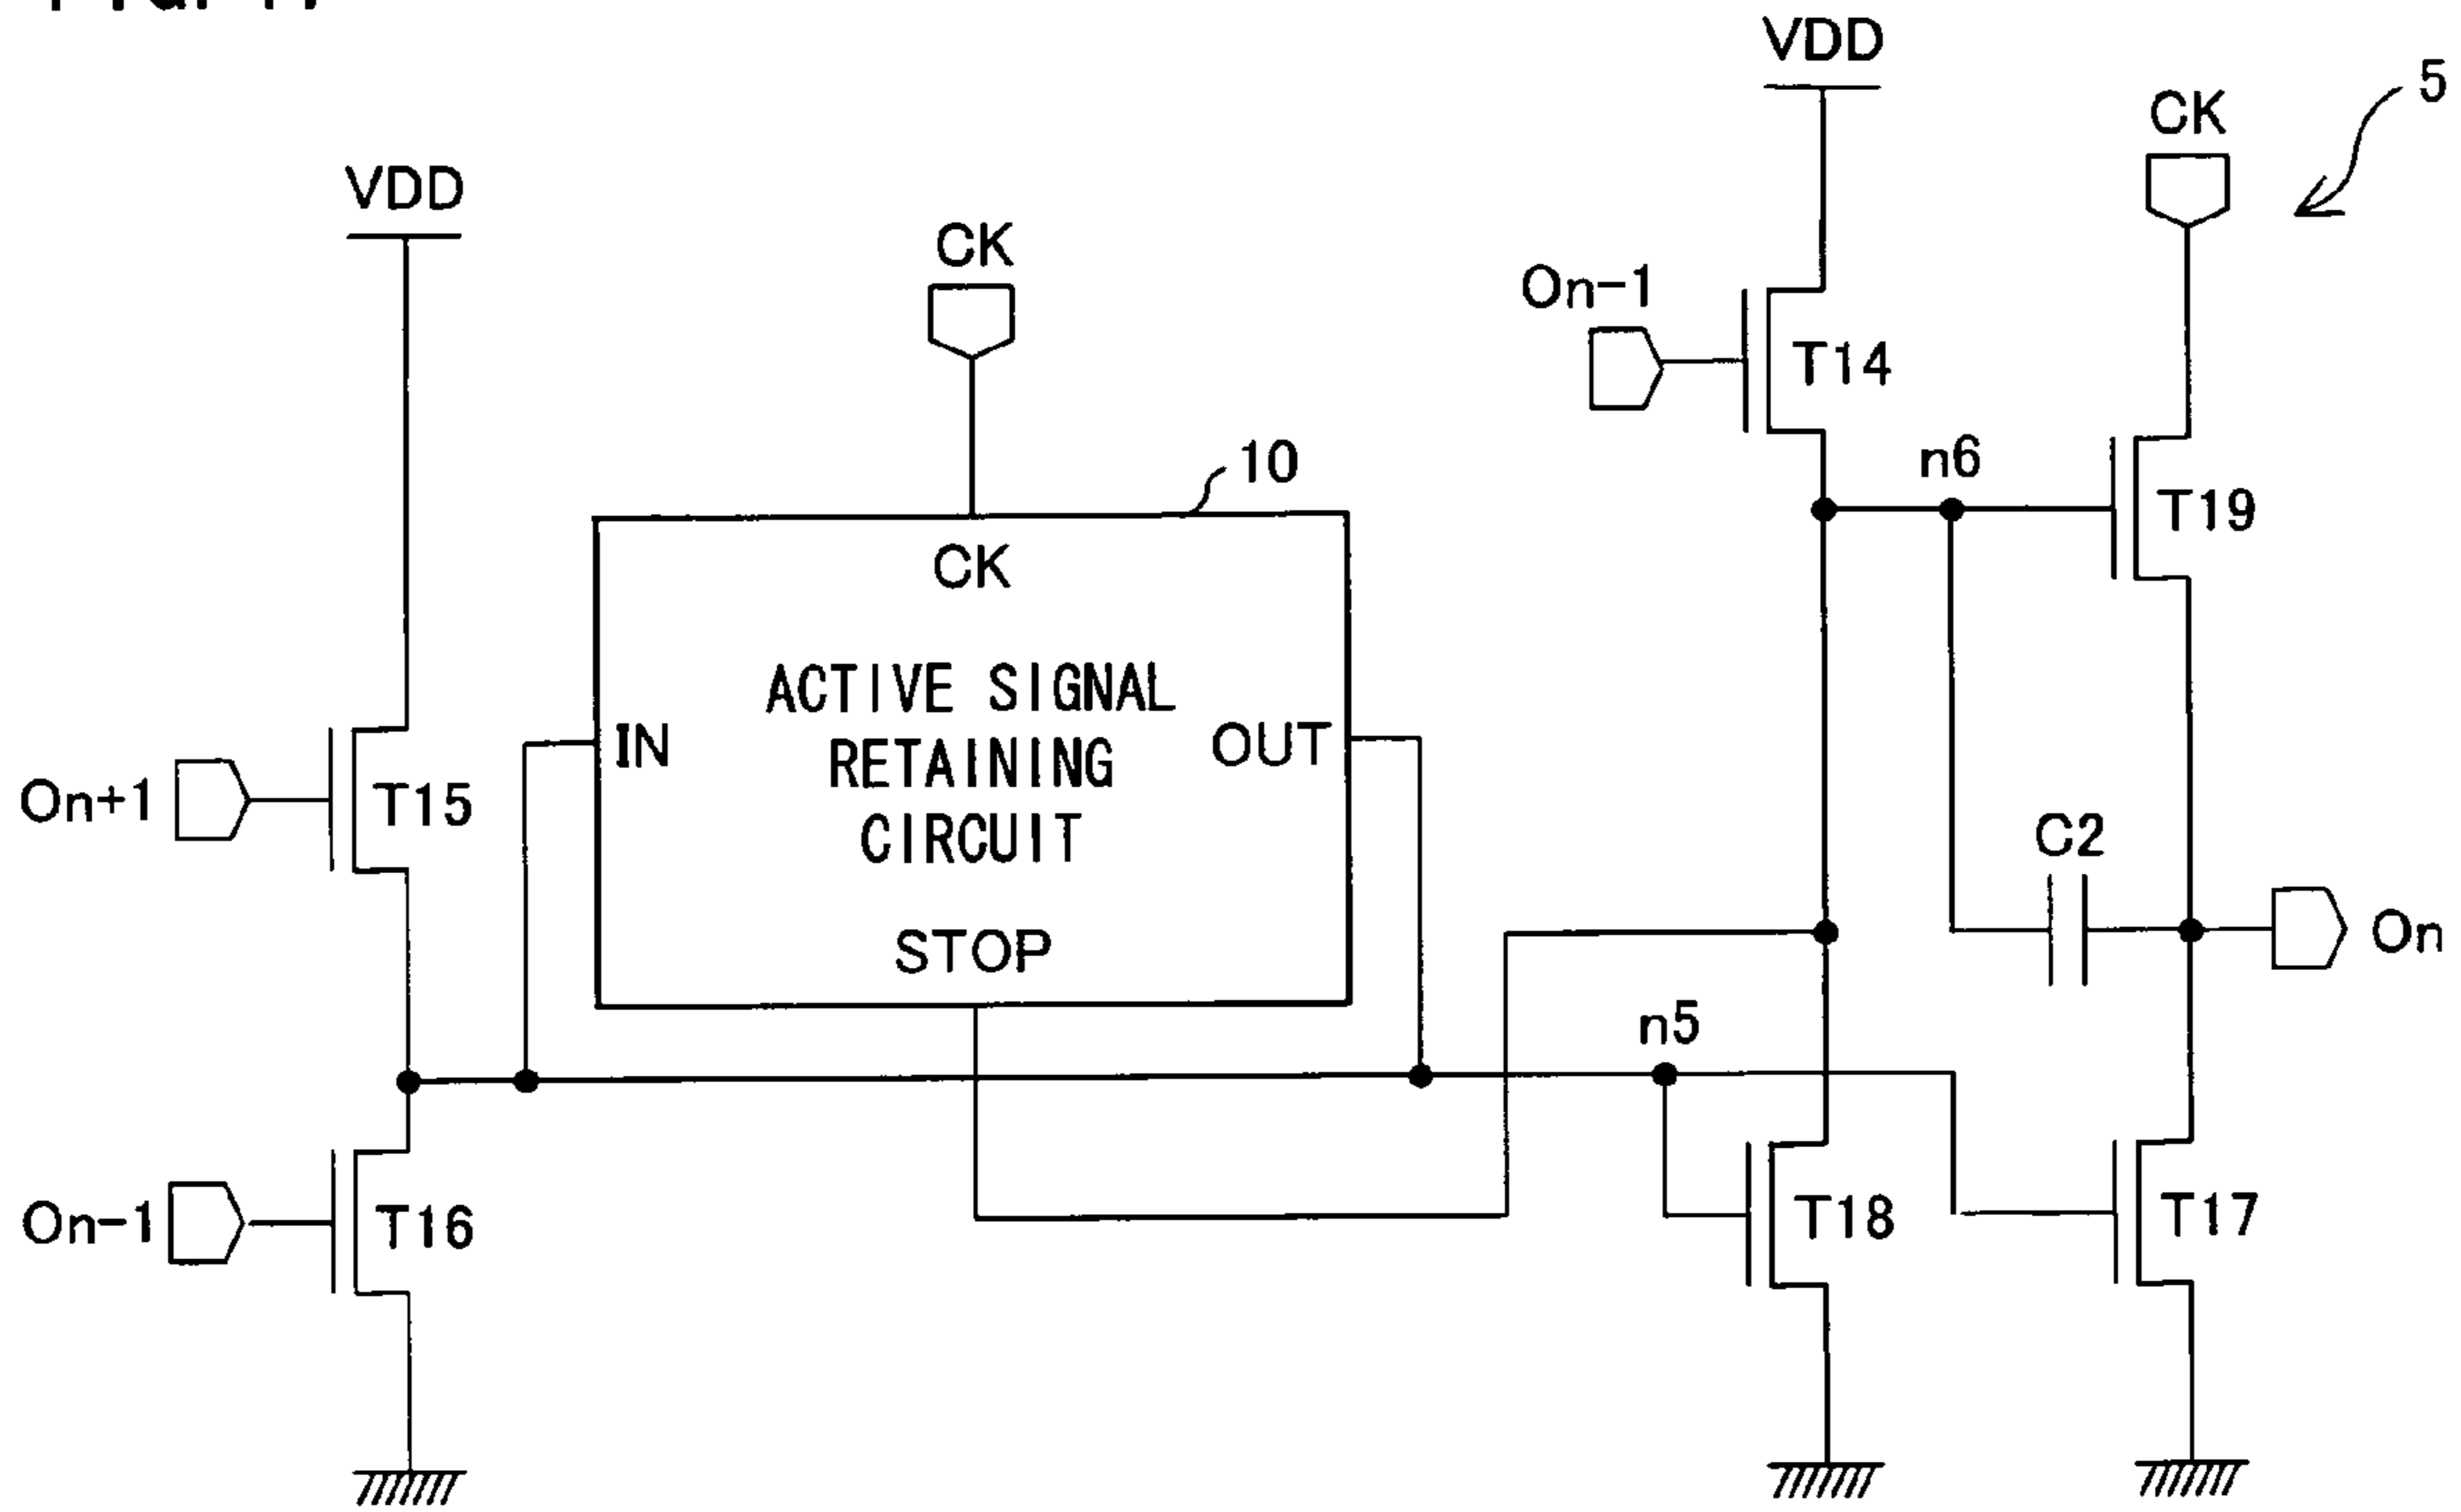 VDD
5
CK
VDD
CK
On-1
T14
10
n6
T19
CK
ACTIVE SIGNAL
RETAINING
CIRCUIT
IN
OUT
On+1
T15
C2
On
STOP
n5
On-1
T16
T18
T17